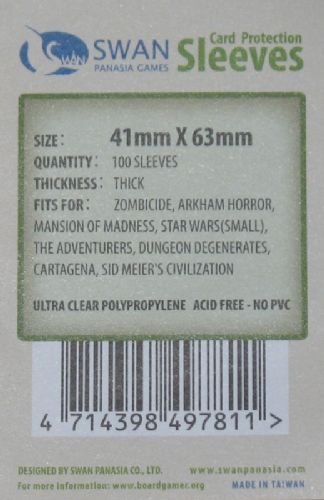 SWAN
PANASIA GAMES
Card Protection
Sleeves
SIZE: 41mm X 63mm
QUANTITY: 100 SLEEVES
THICKNESS: THICK
FITS FOR: ZOMBICIDE, ARKHAM HORROR,
MANSION OF MADNESS, STAR WARS(SMALL),
THE ADVENTURERS, DUNGEON DEGENERATES,
CARTAGENA, SID MEIER'S CIVILIZATION
ULTRA CLEAR POLYPROPYLENE ACID FREE - NO PVC
4 714398 497811 >
DESIGNED BY SWAN PANASIA CO., LTD. www.swanpanasia.com
For more information: www.boardgamer.org MADE IN TAIWAN